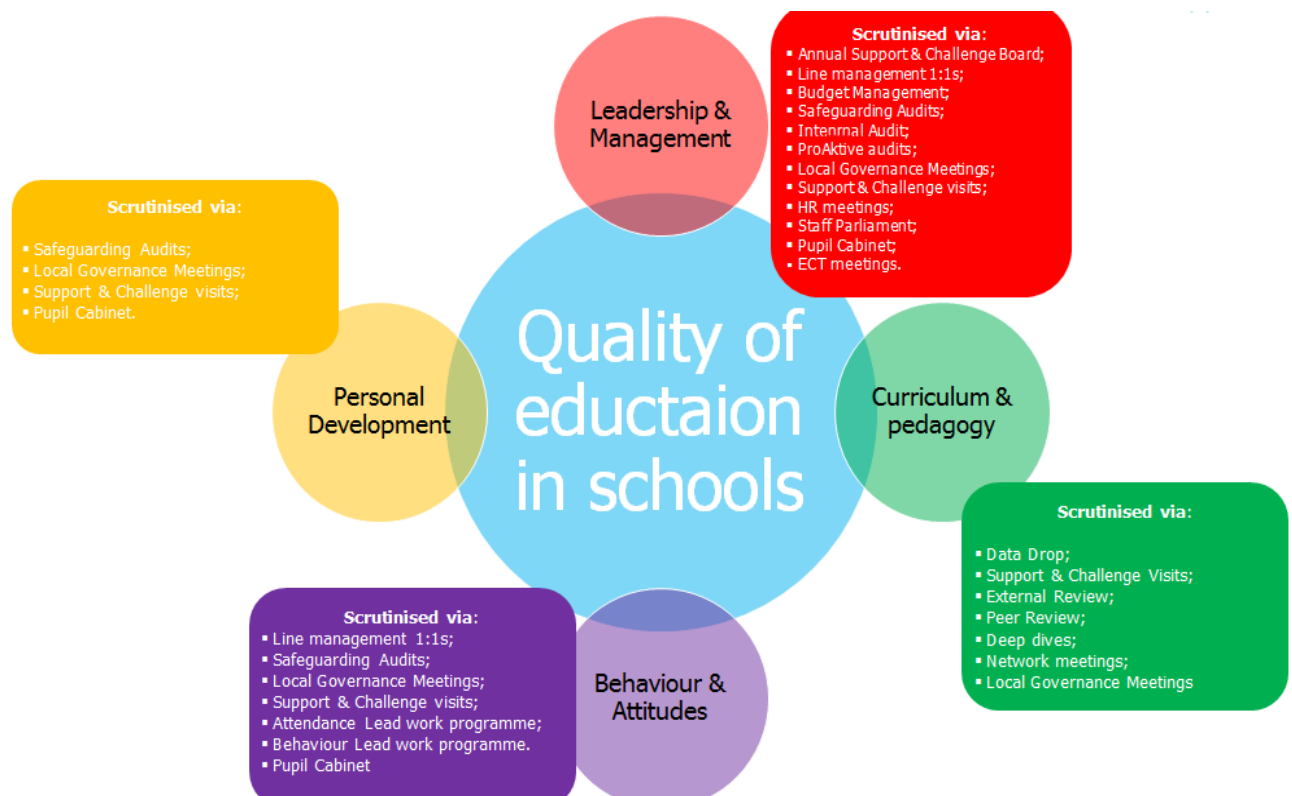 Leadership &
Management
Scrutinised via:
▪ Annual Support & Challenge Board;
▪ Line management 1:1s;
▪ Budget Management;
▪ Safeguarding Audits;
▪ Intenrnal Audit;
▪ ProAktive audits;
▪ Local Governance Meetings;
▪ Support & Challenge visits;
▪ HR meetings;
▪ Staff Parliament;
▪ Pupil Cabinet;
▪ ECT meetings.
Scrutinised via:
▪ Safeguarding Audits;
▪ Local Governance Meetings;
▪ Support & Challenge visits;
▪ Pupil Cabinet.
Personal
Development
Quality of
eductaion
in schools
Curriculum &
pedagogy
Scrutinised via:
▪ Data Drop;
▪ Support & Challenge Visits;
▪ External Review;
▪ Peer Review;
▪ Deep dives;
▪ Network meetings;
▪ Local Governance Meetings
Scrutinised via:
▪ Line management 1:1s;
▪ Safeguarding Audits;
▪ Local Governance Meetings;
▪ Support & Challenge visits;
▪ Attendance Lead work programme;
▪ Behaviour Lead work programme.
▪ Pupil Cabinet
Behaviour &
Attitudes